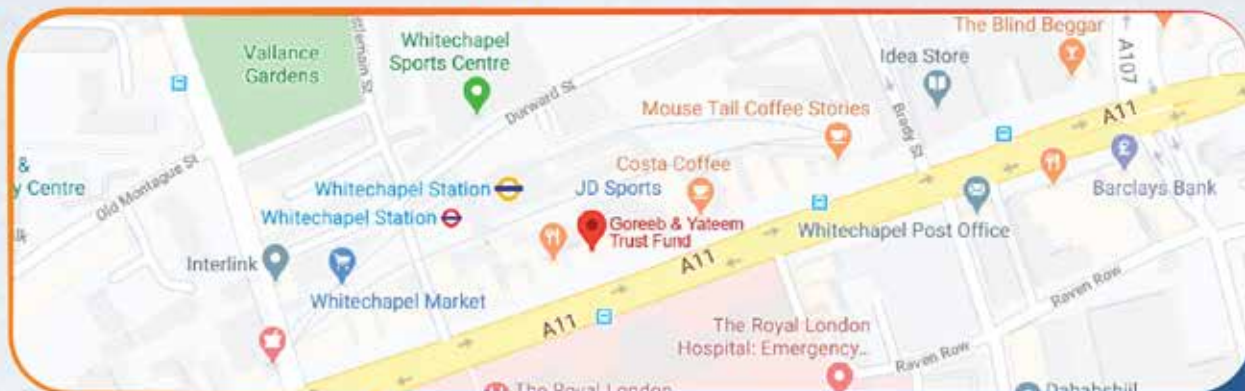 The Blind Beggar
Whitechapel
Sports Centre
Vallance
Gardens
Idea Store
A107
A11
Durward St
Mouse Tail Coffee Stories
Brady St
&
y Centre
Old Montague St
Costa Coffee
Whitechapel Station
JD Sports
Barclays Bank
Whitechapel Station
Goreeb & Yateem
Trust Fund
Whitechapel Post Office
Interlink
A11
Whitechapel Market
Raven Row
A11
The Royal London
Hospital: Emergency...
Raven Row
The Royal London
Dahabshiil